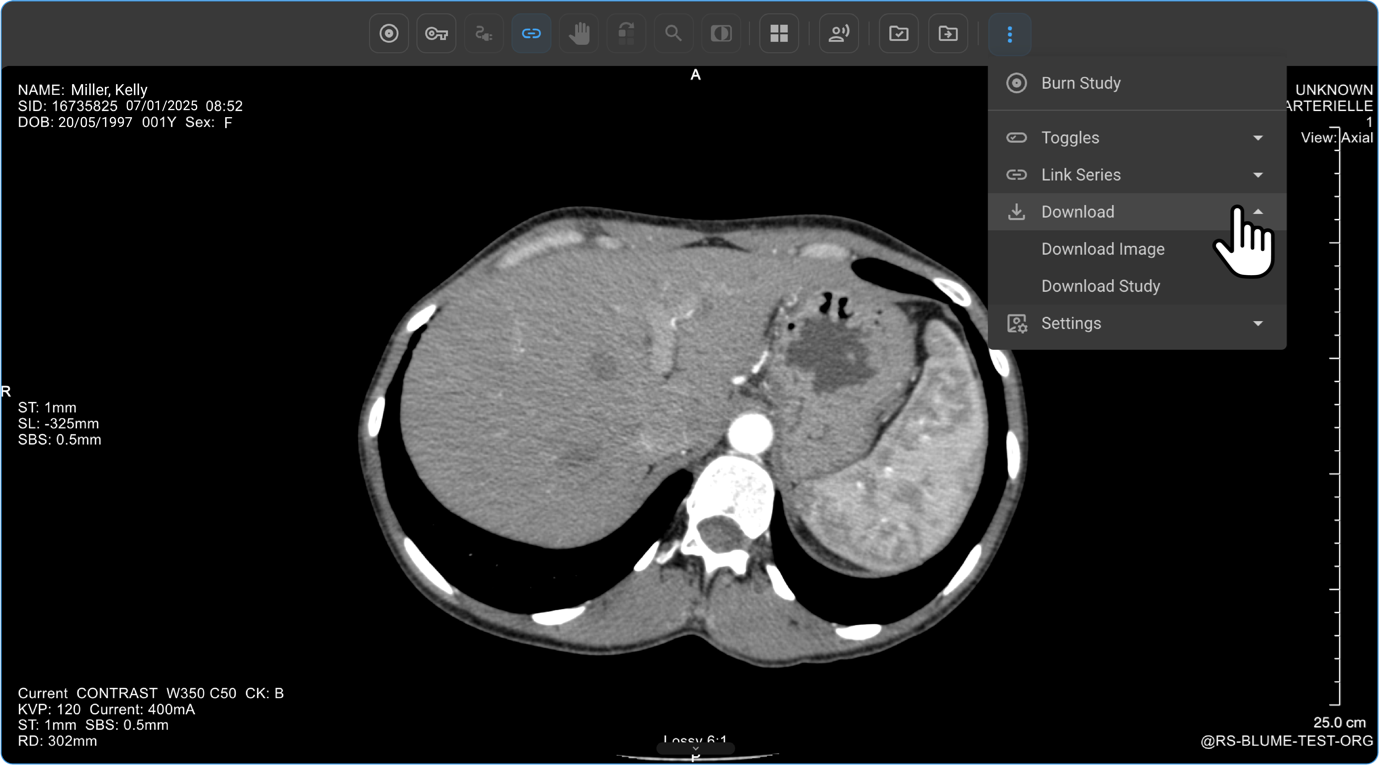 A
NAME: Miller, Kelly
SID: 16735825 07/01/2025 08:52
DOB: 20/05/1997 001Y Sex: F
UNKNOWN
ARTERIELLE
1
View: Axial
Burn Study
Toggles
Link Series
Download
Download Image
Download Study
Settings
R
ST: 1mm
SL: -325mm
SBS: 0.5mm
Current CONTRAST W350 C50 CK: B
KVP: 120 Current: 400mA
ST: 1mm SBS: 0.5mm
RD: 302mm
Lossy 6:1
P
25.0 cm
@RS-BLUME-TEST-ORG